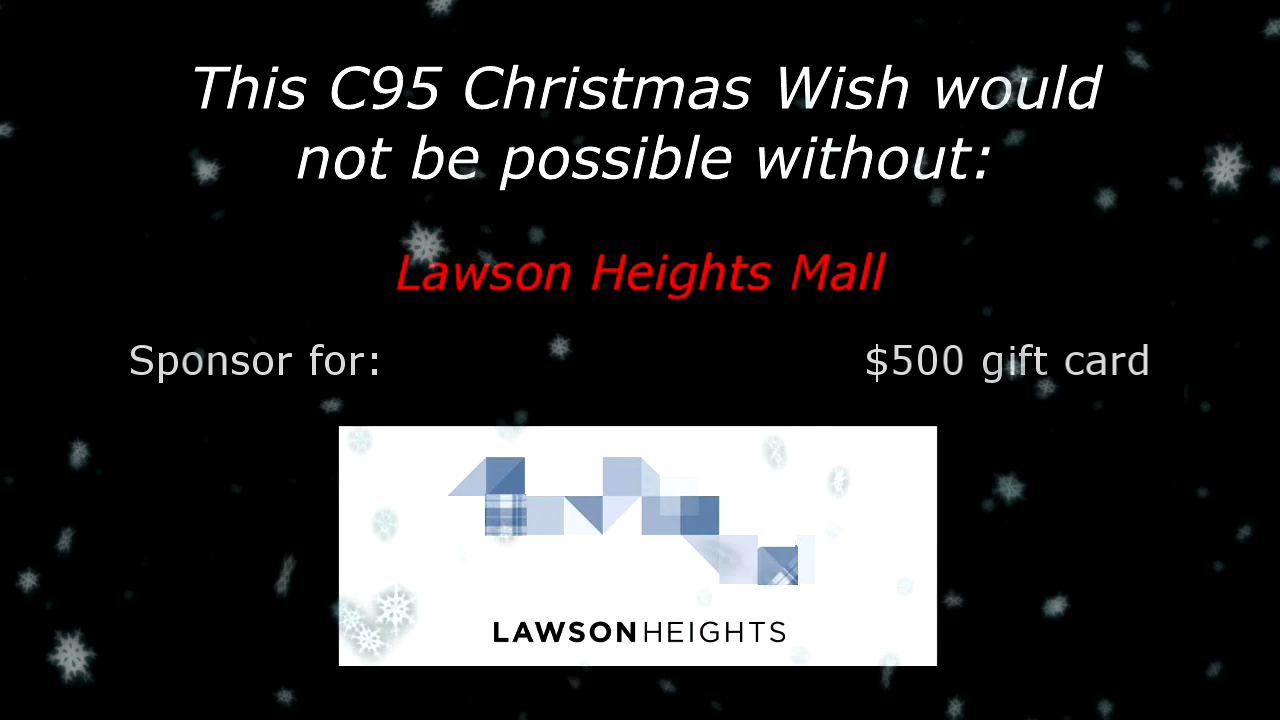 This C95 Christmas Wish would
not be possible without:
Lawson Heights Mall
Sponsor for: $500 gift card
LAWSONHEIGHTS